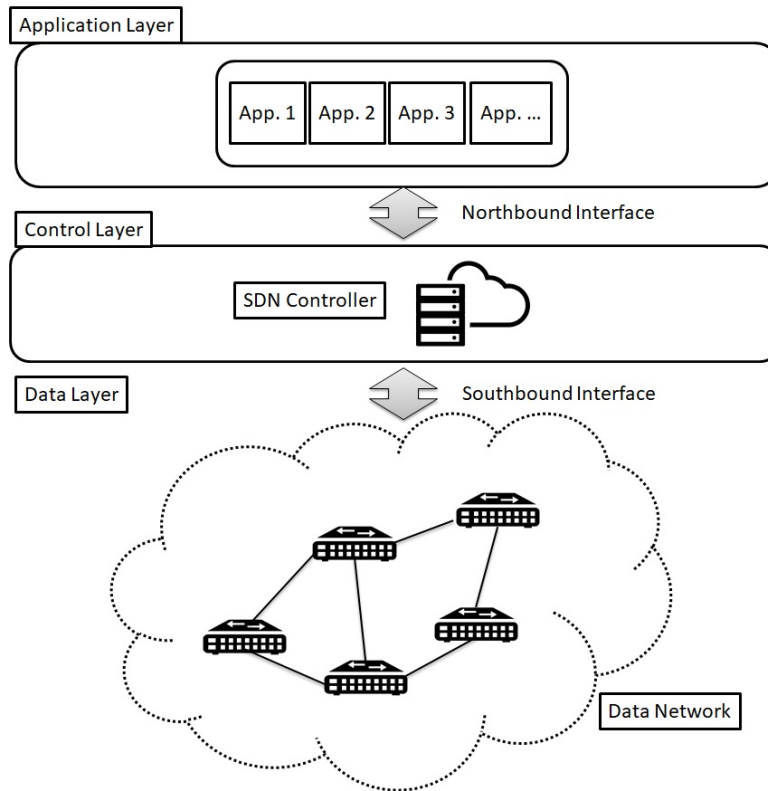 Application Layer
App. 1
App. 2
App. 3
App. ...
Northbound Interface
Control Layer
SDN Controller
Data Layer
Southbound Interface
Data Network